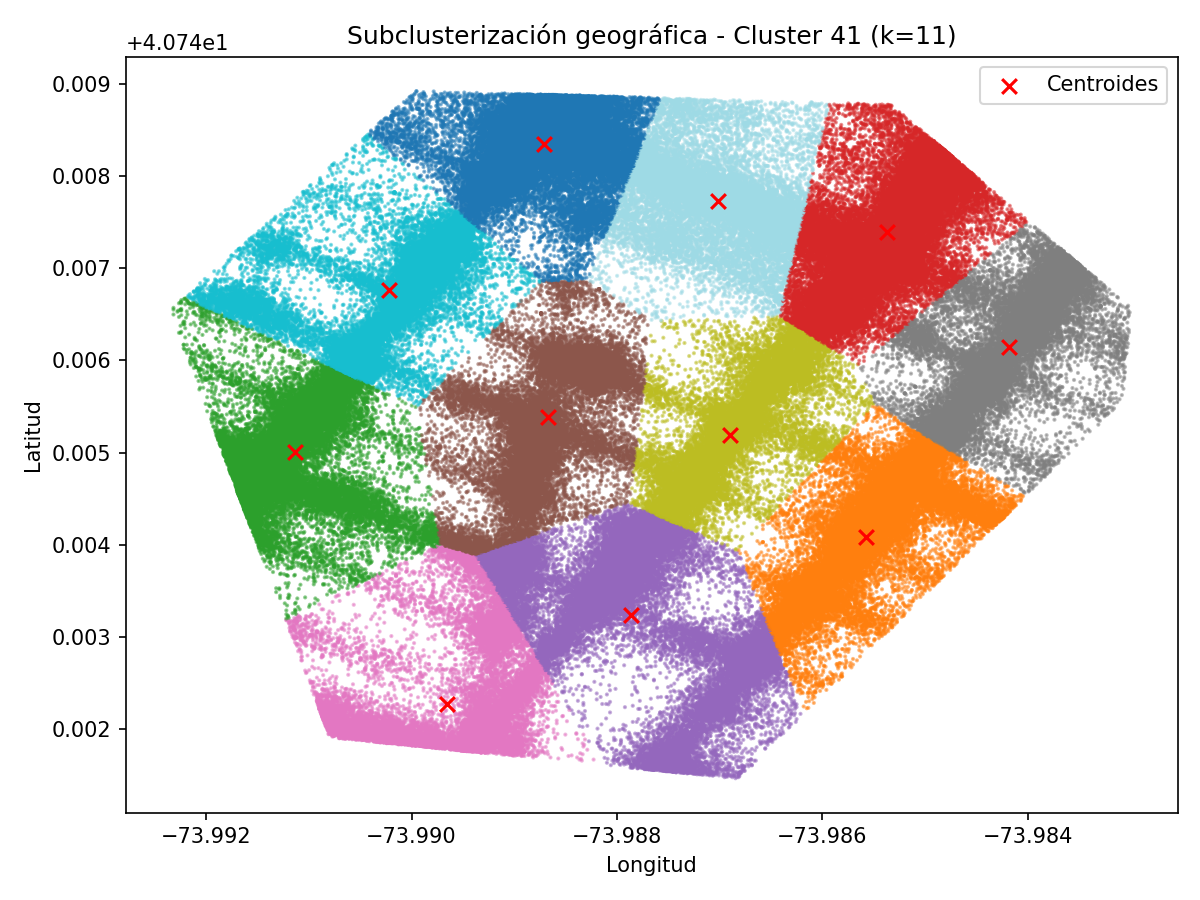 Subclusterización geográfica - Cluster 41 (k=11)
+4.074e1
Centroides
0.009
0.008
0.007
0.006
0.005
0.004
0.003
0.002
Latitud
−73.992
−73.990
−73.988
−73.986
−73.984
Longitud